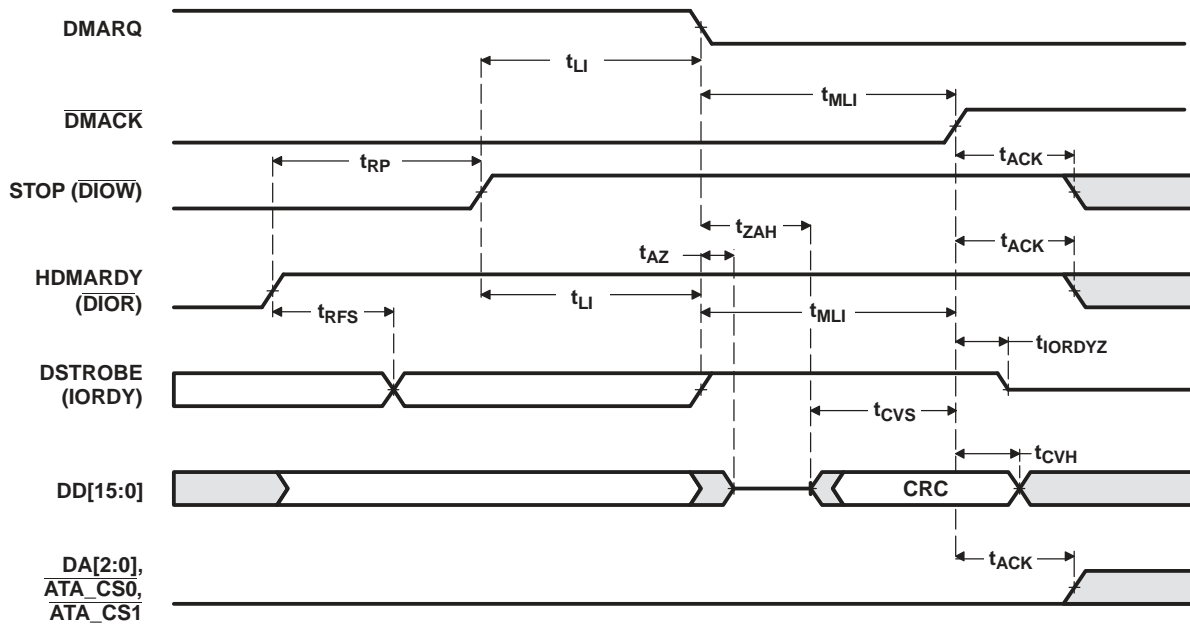 DMARQ
tLI
tMLI
DMACK
tRP
tACK
STOP (DIOW)
tZAH
tACK
tAZ
HDMARDY
(DIOR)
tLI
tRFS
tMLI
tIORDYZ
DSTROBE
(IORDY)
tCVS
tCVH
DD[15:0]
CRC
DA[2:0],
ATA_CS0,
ATA_CS1
tACK